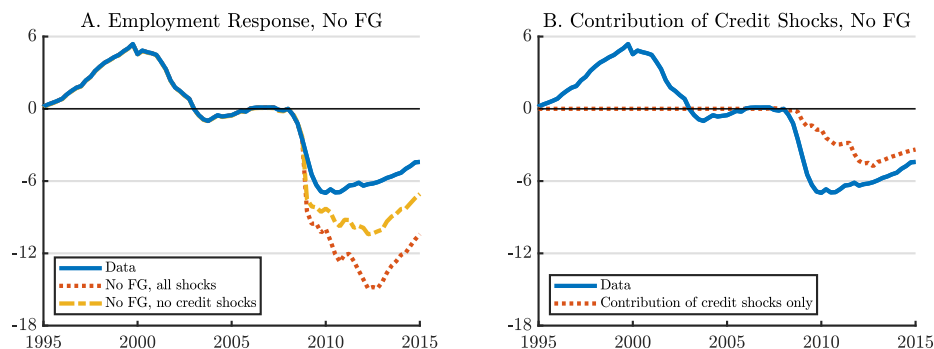 A. Employment Response, No FG
6
0
-6
-12
-18
Data
No FG, all shocks
No FG, no credit shocks
1995 2000 2005 2010 2015
B. Contribution of Credit Shocks, No FG
6
0
-6
-12
-18
Data
Contribution of credit shocks only
1995 2000 2005 2010 2015